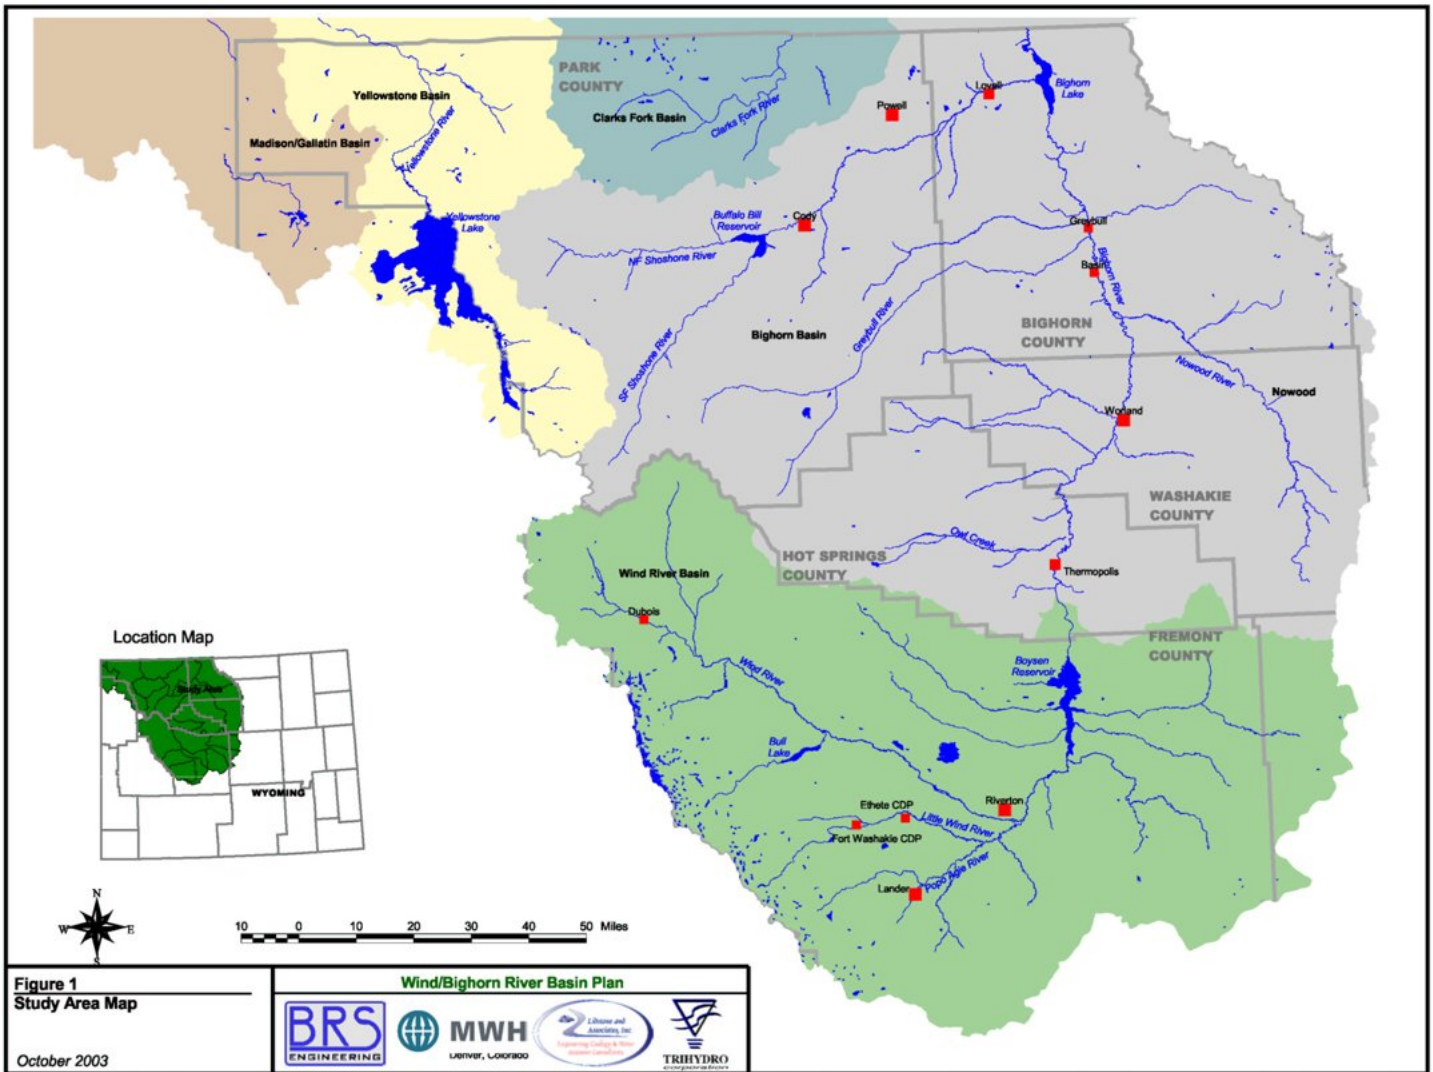 PARK
COUNTY
Yellowstone Basin
Clarks Fork Basin
Clarks Fork River
Madison/Gallatin Basin
Yellowstone River
Powell
Lovell
Bighorn
Lake
Yellowstone
Lake
Buffalo Bill
Reservoir
Cody
NF Shoshone River
SF Shoshone River
Greybull
Basin
Bighorn River
Bighorn Basin
Greybull River
BIGHORN
COUNTY
Nowood River
Nowood
Worland
WASHAKIE
COUNTY
Owl Creek
HOT SPRINGS
COUNTY
Thermopolis
Wind River Basin
Dubois
FREMONT
COUNTY
Wind River
Boysen
Reservoir
Bull
Lake
Riverton
Ethete CDP
Little Wind River
Fort Washakie CDP
Lander
Popo Agie River
Location Map
Study Area
WYOMING
N
W
E
S
10 0 10 20 30 40 50 Miles
Figure 1
Study Area Map
October 2003
Wind/Bighorn River Basin Plan
BRS
ENGINEERING
MWH
Denver, Colorado
Lidstone and
Associates, Inc.
TRIHYDRO
corporation